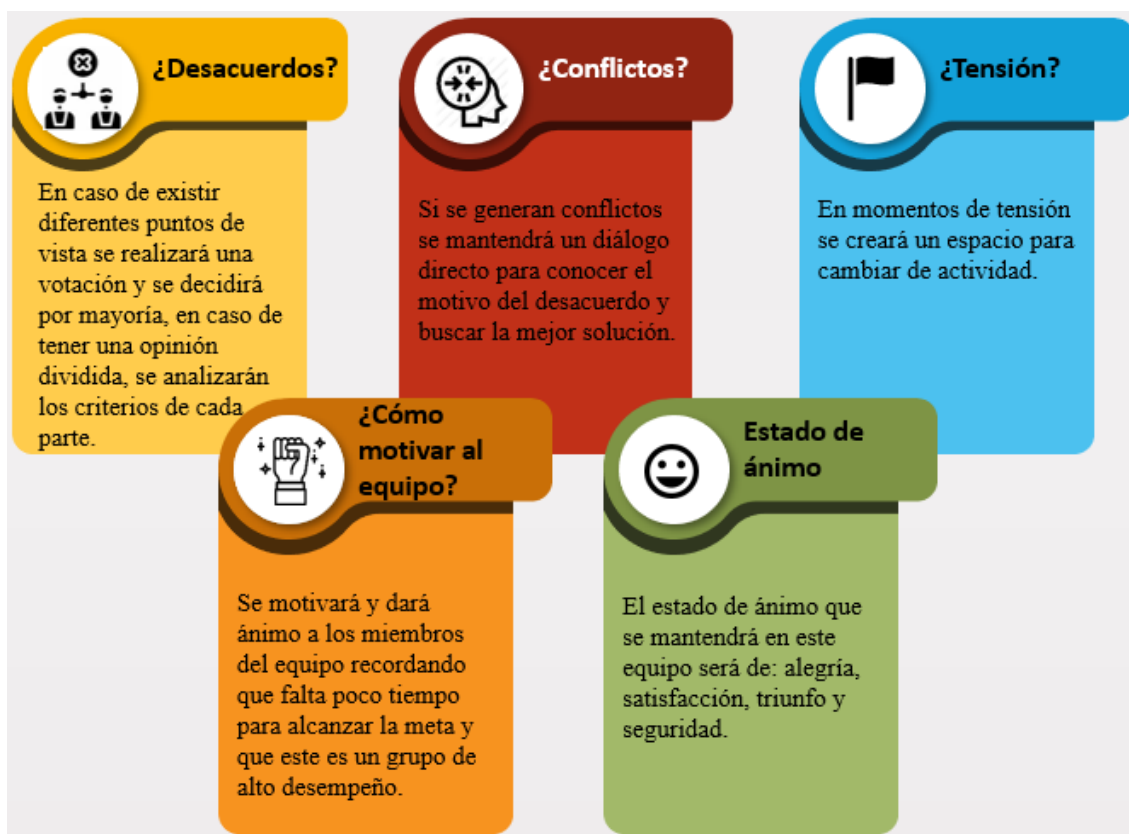 ¿Desacuerdos?
En caso de existir
diferentes puntos de
vista se realizará una
votación y se decidirá
por mayoría, en caso de
tener una opinión
dividida, se analizarán
los criterios de cada
parte.
¿Conflictos?
Si se generan conflictos
se mantendrá un diálogo
directo para conocer el
motivo del desacuerdo y
buscar la mejor solución.
¿Tensión?
En momentos de tensión
se creará un espacio para
cambiar de actividad.
¿Cómo
motivar al
equipo?
Se motivará y dará
ánimo a los miembros
del equipo recordando
que falta poco tiempo
para alcanzar la meta y
que este es un grupo de
alto desempeño.
Estado de
ánimo
El estado de ánimo que
se mantendrá en este
equipo será de: alegría,
satisfacción, triunfo y
seguridad.